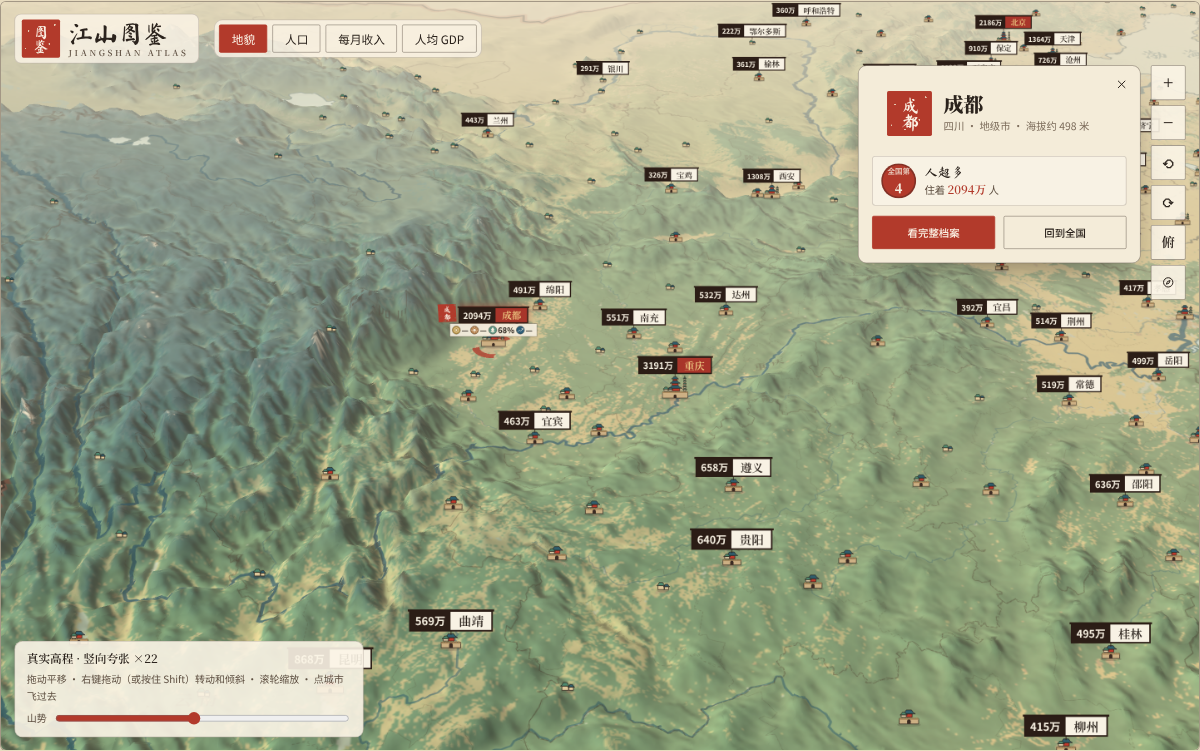 图鉴
江山图鉴
JIANGSHAN ATLAS
地貌
人口
每月收入
人均 GDP
360万 呼和浩特
222万 鄂尔多斯
2186万 北京
1364万 天津
910万 保定
726万 沧州
361万 榆林
291万 银川
443万 兰州
326万 宝鸡
1308万 西安
成都
成都
四川 · 地级市 · 海拔约 498 米
全国第
4
人超多
住着 2094万 人
看完整档案
回到全国
俯
491万 绵阳
成都
2094万 成都
— — 68% —
532万 达州
551万 南充
3191万 重庆
463万 宜宾
417万
392万 宜昌
514万 荆州
499万 岳阳
519万 常德
658万 遵义
636万 邵阳
640万 贵阳
569万 曲靖
495万 桂林
415万 柳州
868万 昆明
真实高程 · 竖向夸张 ×22
拖动平移 · 右键拖动（或按住 Shift）转动和倾斜 · 滚轮缩放 · 点城市
飞过去
山势